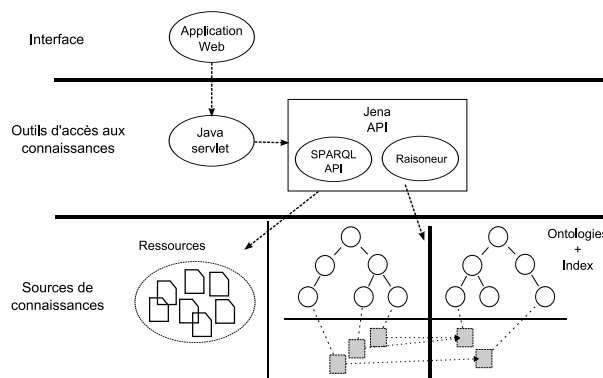 Interface
Application
Web
Outils d'accès aux
connaissances
Java
servlet
Jena
API
SPARQL
API
Raisoneur
Sources de
connaissances
Ressources
Ontologies
+
Index